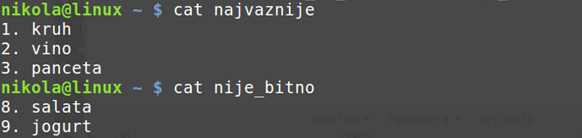 nikola@linux ~ $ cat najvaznije
1. kruh
2. vino
3. panceta
nikola@linux ~ $ cat nije_bitno
8. salata
9. jogurt